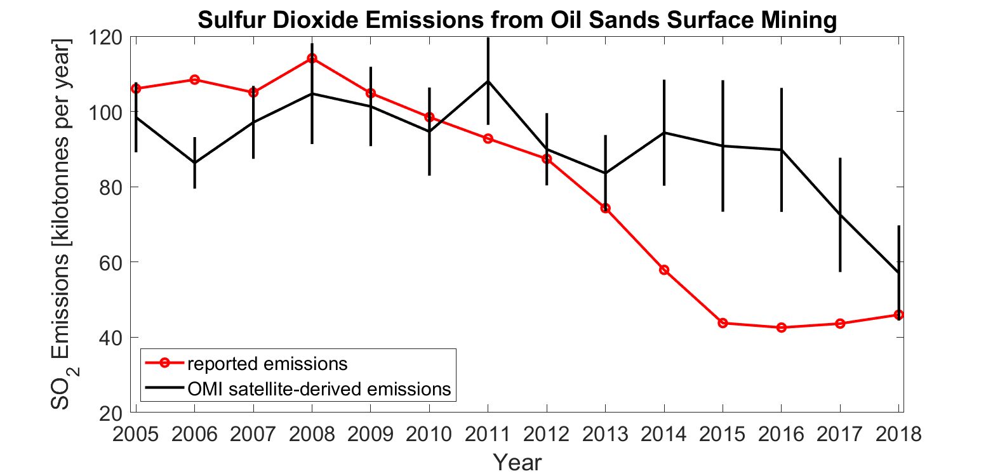 Sulfur Dioxide Emissions from Oil Sands Surface Mining
SO2 Emissions [kilotonnes per year]
120
100
80
60
40
20
reported emissions
OMI satellite-derived emissions
2005 2006 2007 2008 2009 2010 2011 2012 2013 2014 2015 2016 2017 2018
Year